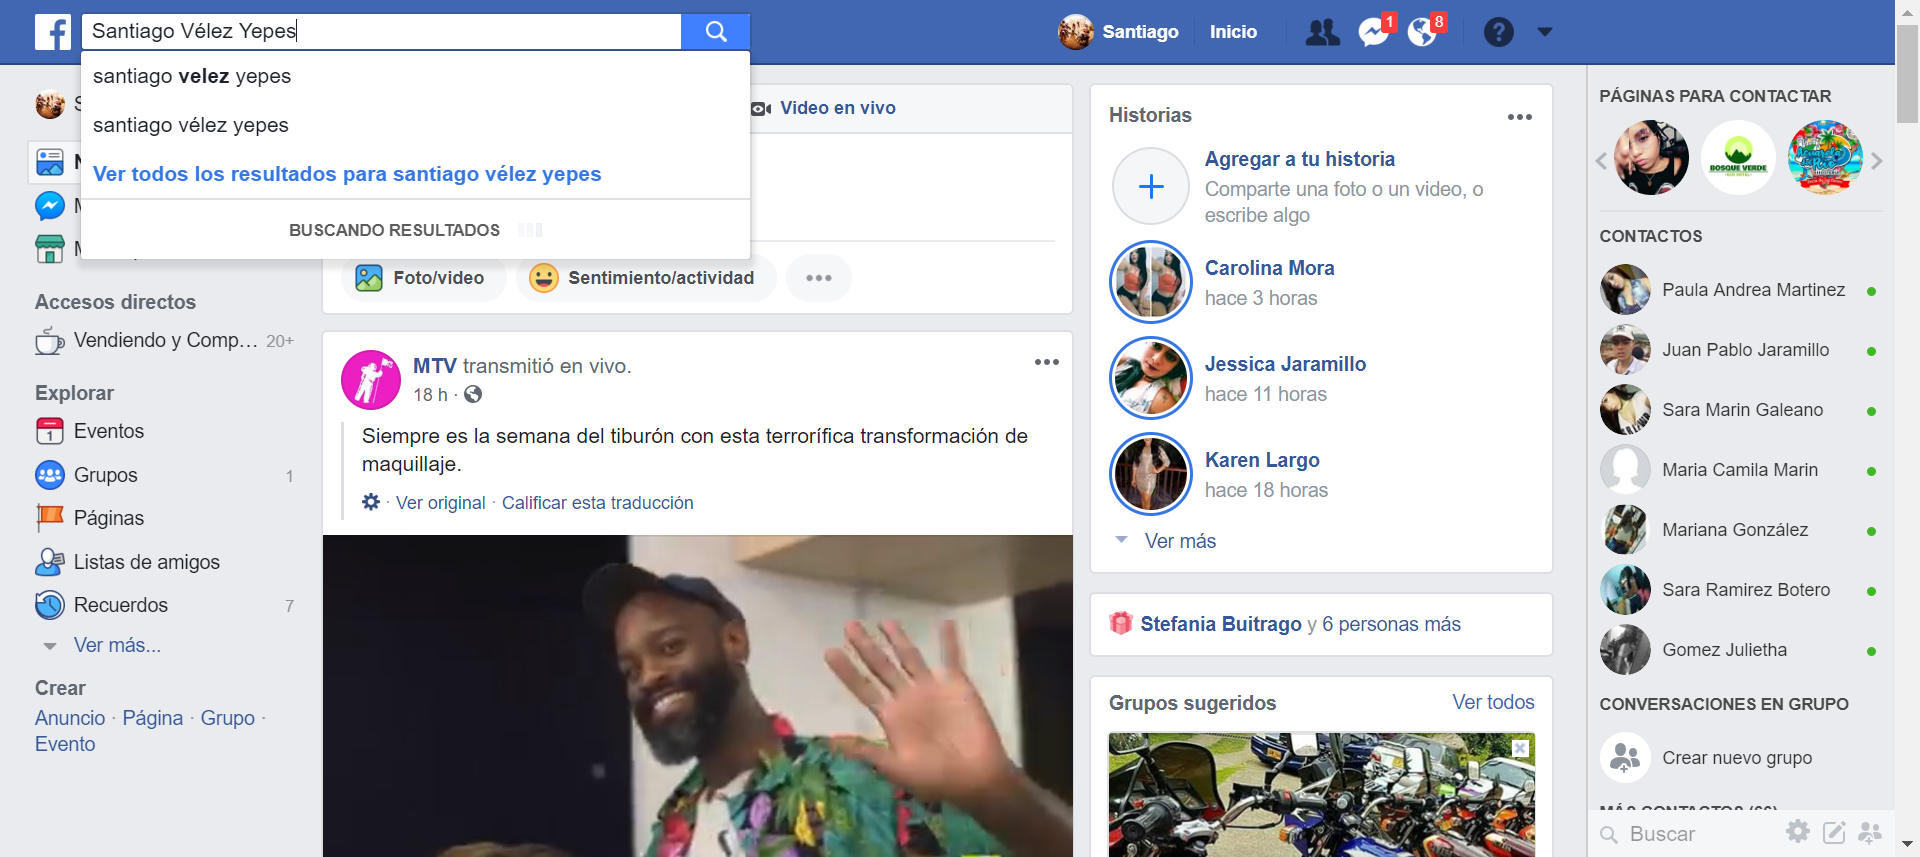 Santiago Vélez Yepes
Santiago
Inicio
1
8
santiago velez yepes
santiago vélez yepes
Ver todos los resultados para santiago vélez yepes
BUSCANDO RESULTADOS
Accesos directos
Vendiendo y Comp... 20+
Explorar
1
Eventos
Grupos 1
Páginas
Listas de amigos
Recuerdos 7
Ver más...
Crear
Anuncio · Página · Grupo ·
Evento
Video en vivo
Foto/video
Sentimiento/actividad
MTV transmitió en vivo.
18 h ·
Siempre es la semana del tiburón con esta terrorífica transformación de
maquillaje.
· Ver original · Calificar esta traducción
Historias
Agregar a tu historia
Comparte una foto o un video, o
escribe algo
Carolina Mora
hace 3 horas
Jessica Jaramillo
hace 11 horas
Karen Largo
hace 18 horas
Ver más
Stefania Buitrago y 6 personas más
Grupos sugeridos
Ver todos
PÁGINAS PARA CONTACTAR
BOSQUE VERDE
CONTACTOS
Paula Andrea Martinez
Juan Pablo Jaramillo
Sara Marin Galeano
Maria Camila Marin
Mariana González
Sara Ramirez Botero
Gomez Julietha
CONVERSACIONES EN GRUPO
Crear nuevo grupo
MÁS CONTACTOS (66)
Buscar